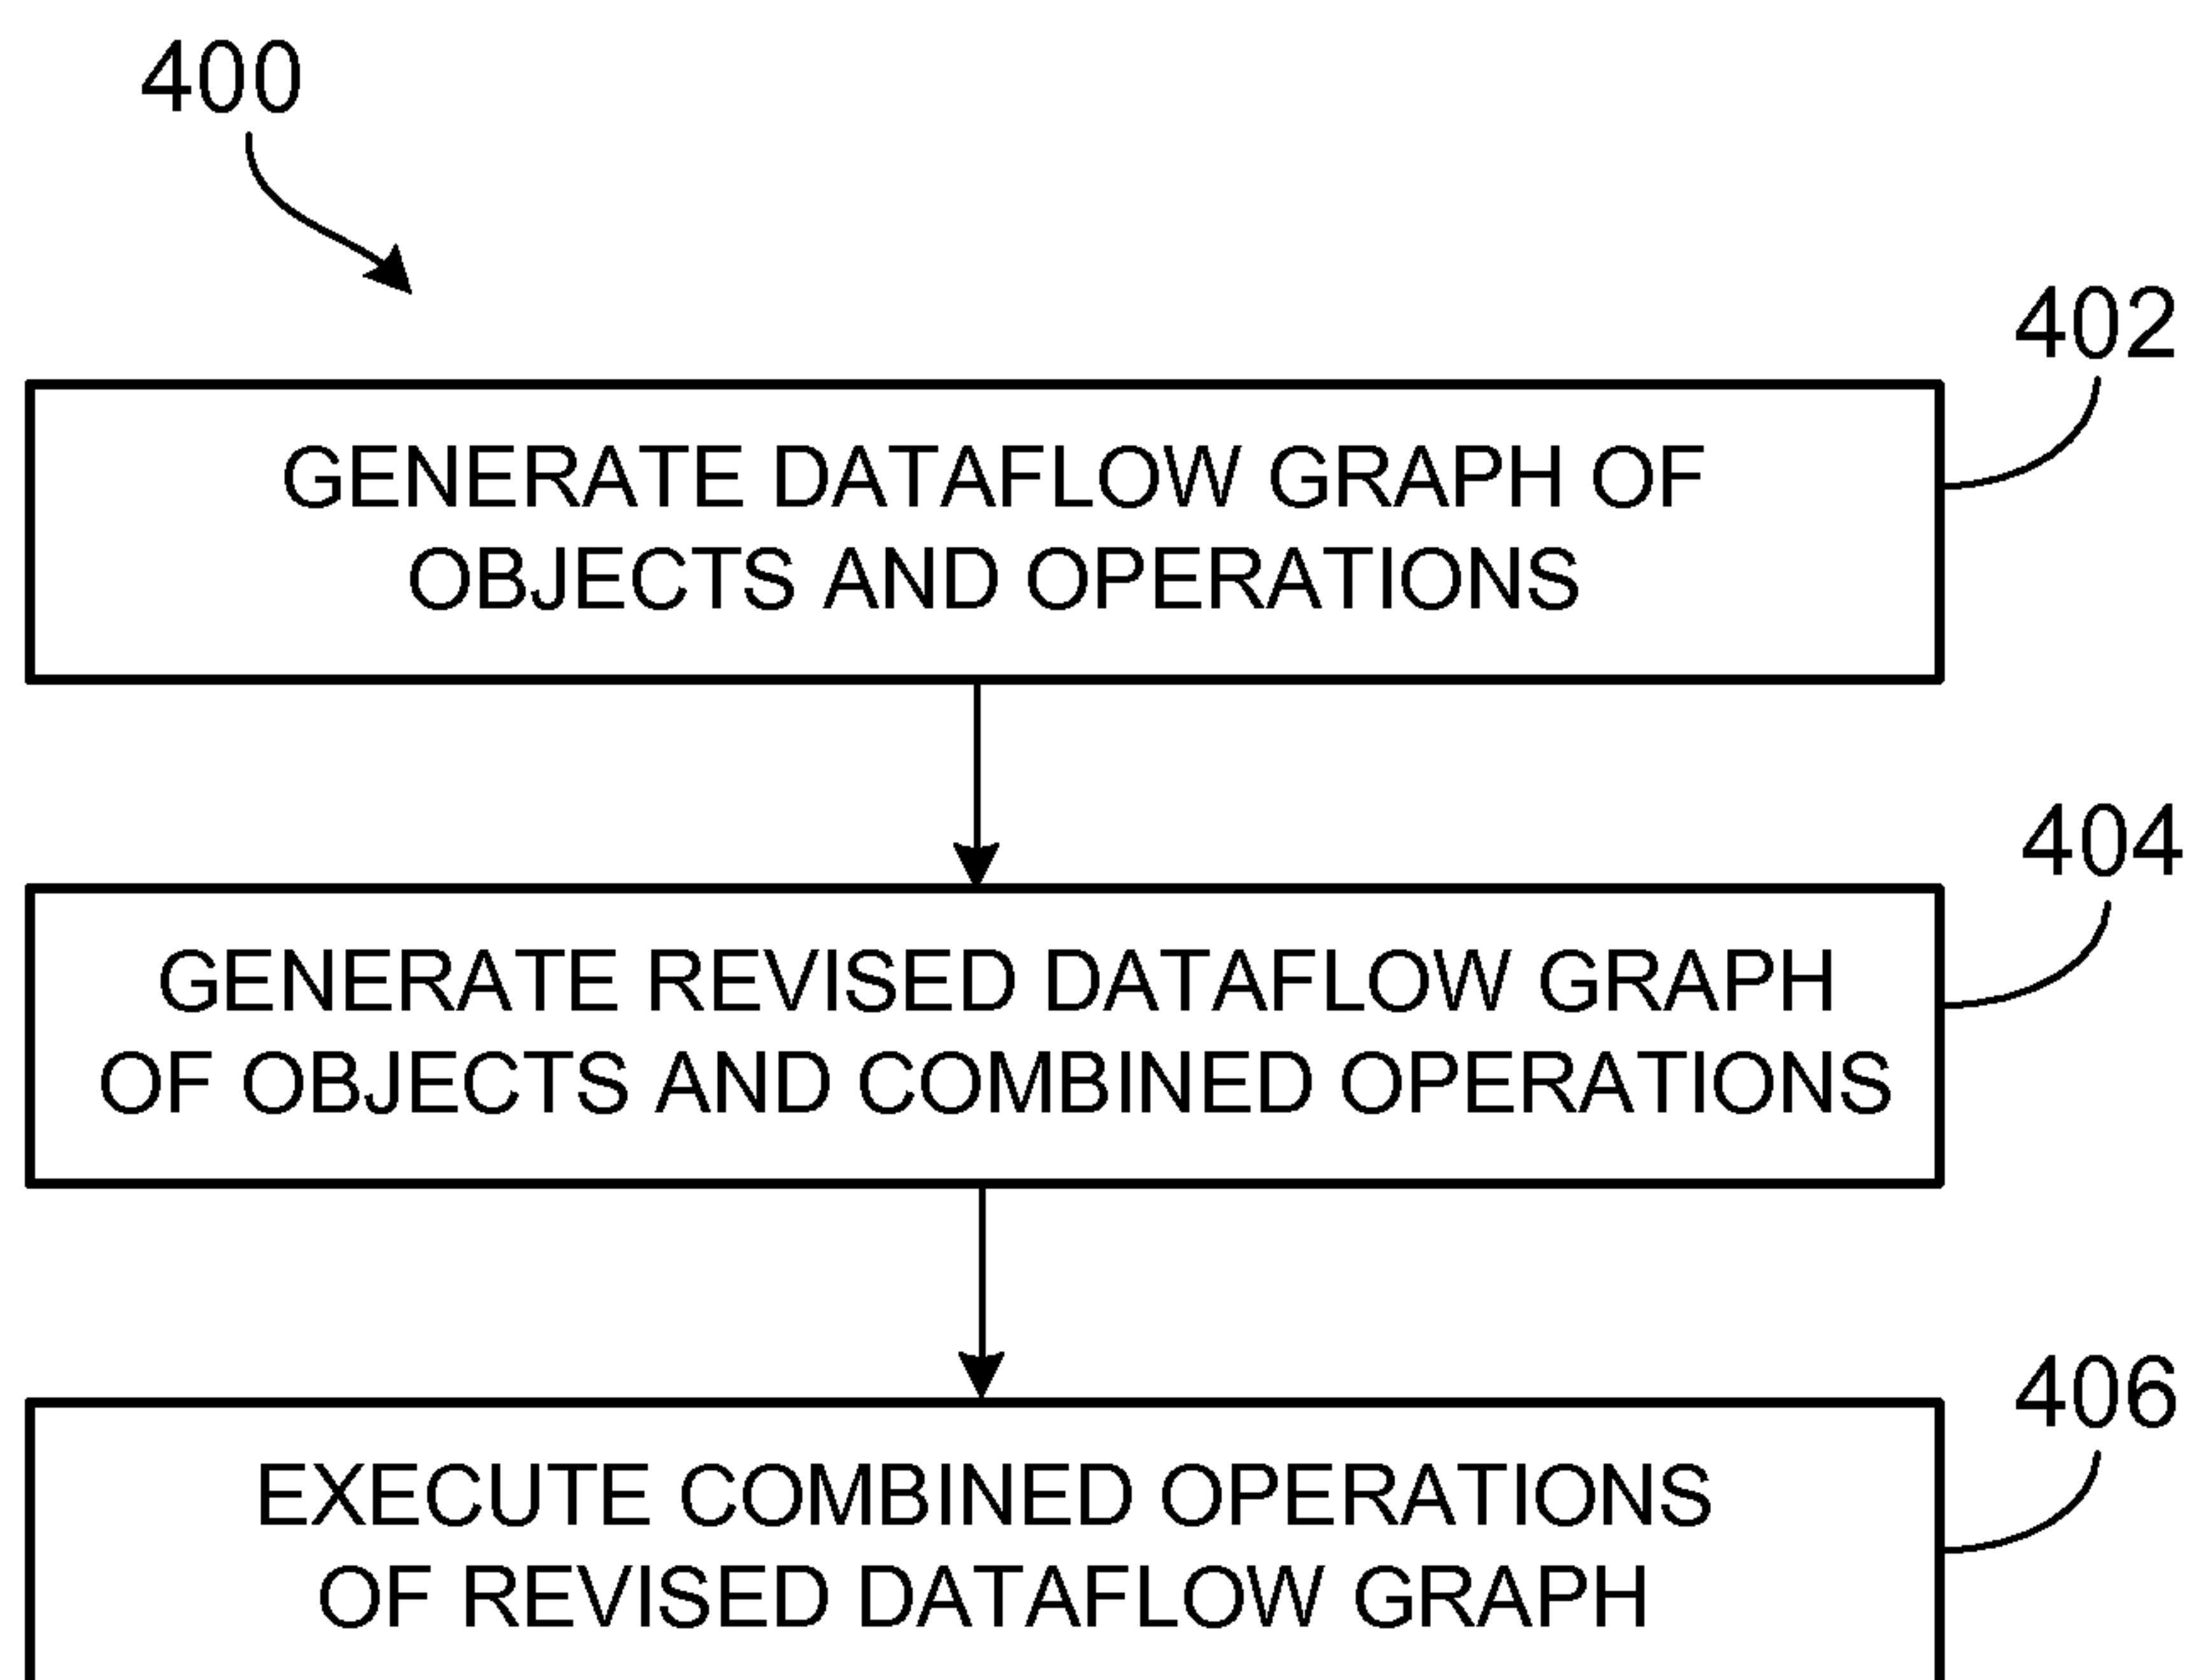 400
402
GENERATE DATAFLOW GRAPH OF
OBJECTS AND OPERATIONS
404
GENERATE REVISED DATAFLOW GRAPH
OF OBJECTS AND COMBINED OPERATIONS
406
EXECUTE COMBINED OPERATIONS
OF REVISED DATAFLOW GRAPH